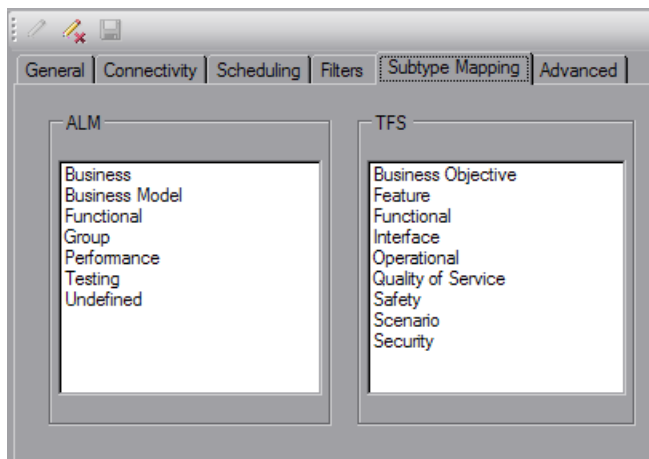 General Connectivity Scheduling Filters Subtype Mapping Advanced
ALM
Business
Business Model
Functional
Group
Performance
Testing
Undefined
TFS
Business Objective
Feature
Functional
Interface
Operational
Quality of Service
Safety
Scenario
Security